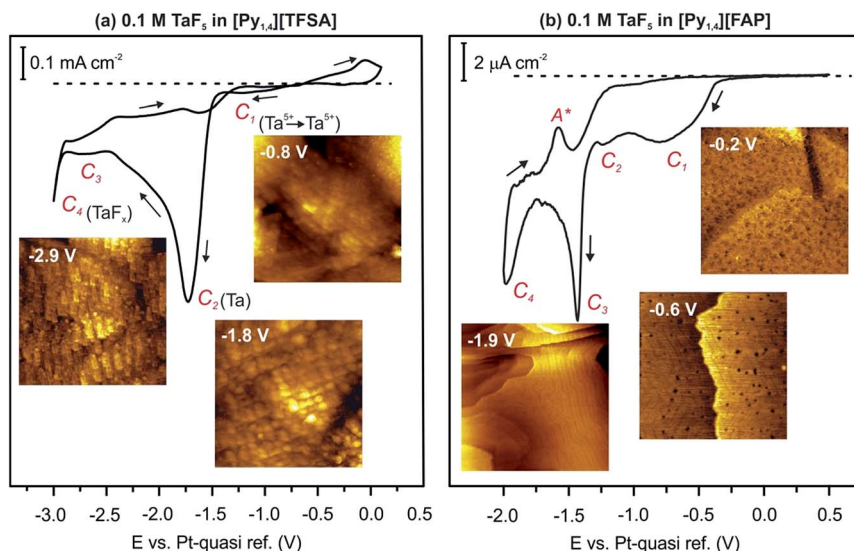 (a) 0.1 M TaF₅ in [Py₁,₄][TFSA]
0.1 mA cm⁻²
C₁ (Ta⁵⁺→Ta⁵⁺)
-0.8 V
C₃
C₄ (TaFₓ)
-2.9 V
C₂ (Ta)
-1.8 V
-3.0 -2.5 -2.0 -1.5 -1.0 -0.5 0.0 0.5
E vs. Pt-quasi ref. (V)
(b) 0.1 M TaF₅ in [Py₁,₄][FAP]
2 µA cm⁻²
A*
C₂
C₁
-0.2 V
C₄
C₃
-0.6 V
-1.9 V
-2.0 -1.5 -1.0 -0.5 0.0 0.5
E vs. Pt-quasi ref. (V)